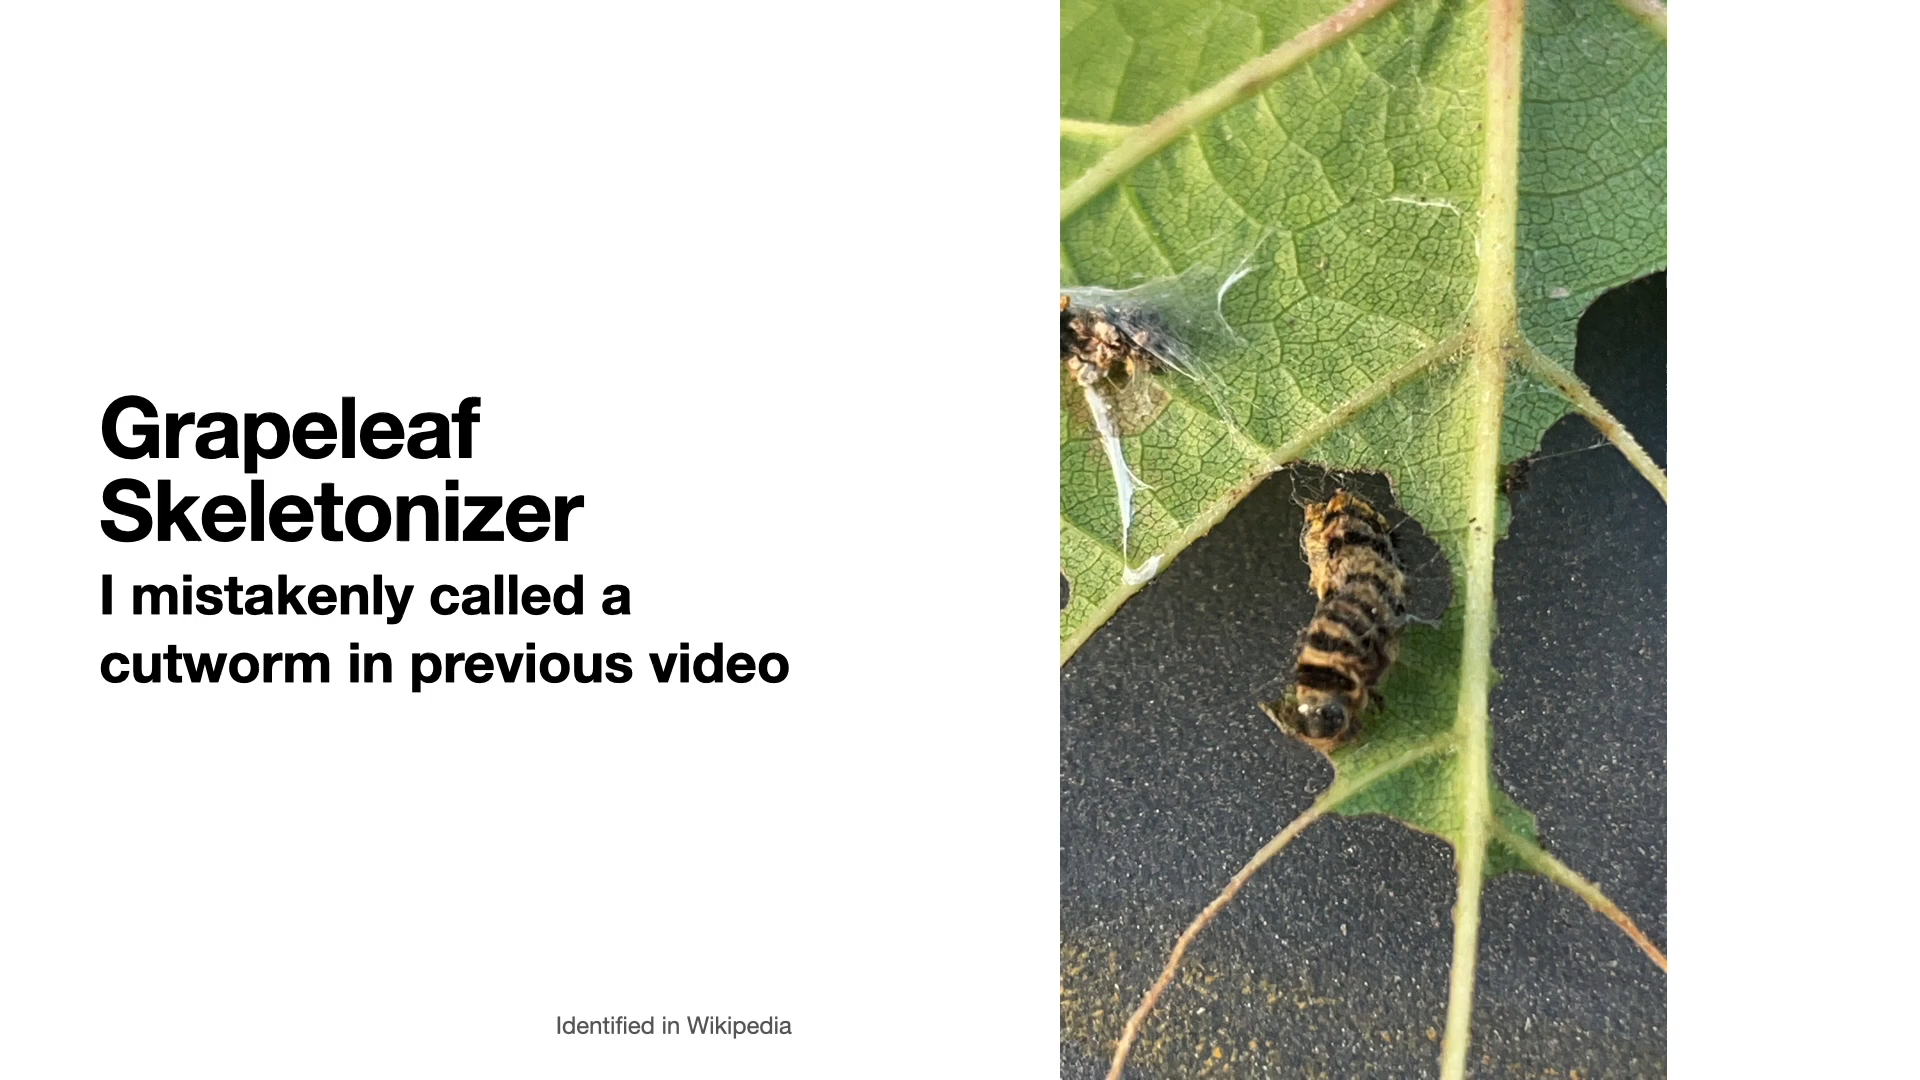 Grapeleaf
Skeletonizer
I mistakenly called a
cutworm in previous video
Identified in Wikipedia